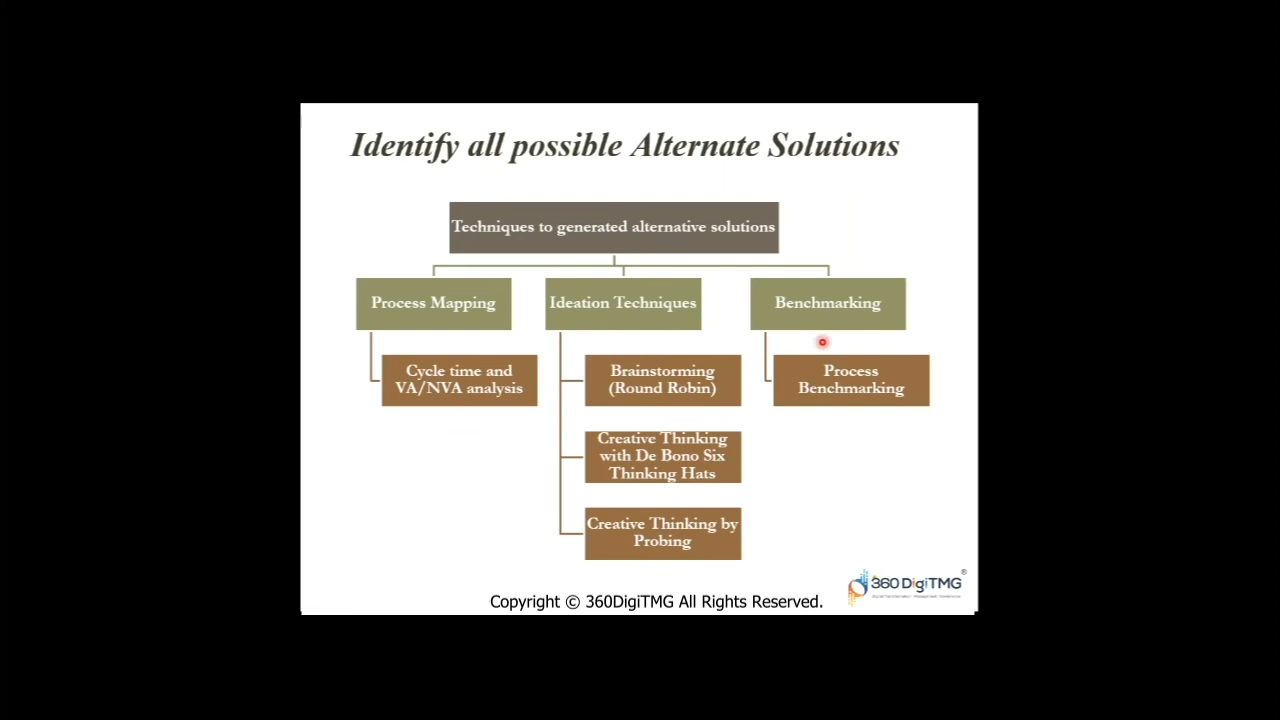 Identify all possible Alternate Solutions
Techniques to generated alternative solutions
Process Mapping
Ideation Techniques
Benchmarking
Cycle time and
VA/NVA analysis
Brainstorming
(Round Robin)
Process
Benchmarking
Creative Thinking
with De Bono Six
Thinking Hats
Creative Thinking by
Probing
360DigiTMG®
Copyright © 360DigiTMG All Rights Reserved.